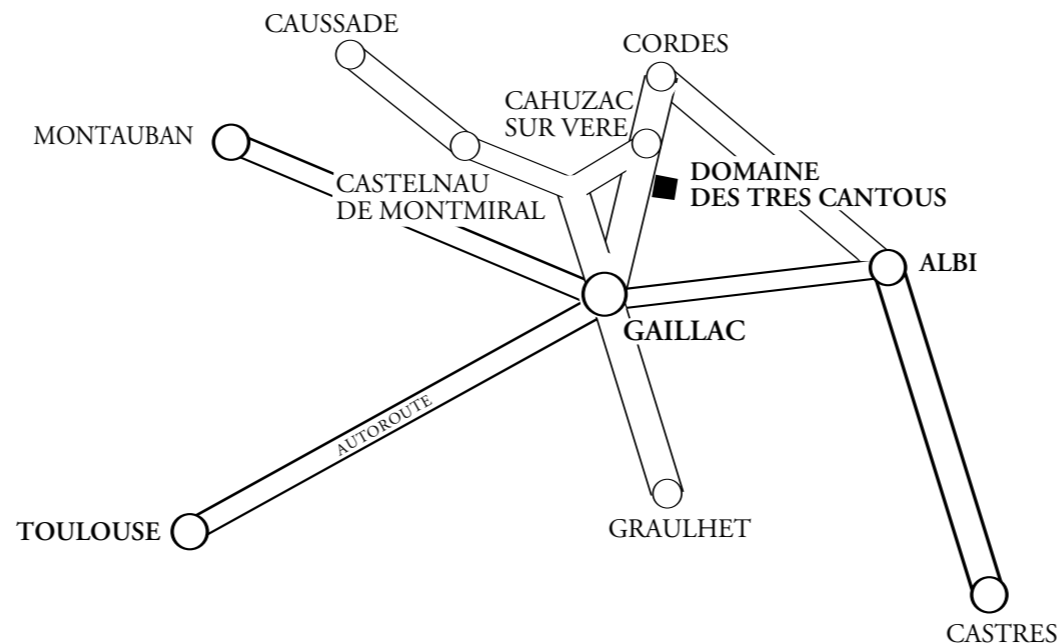 CAUSSADE
CORDES
CAHUZAC
SUR VERE
MONTAUBAN
DOMAINE
DES TRES CANTOUS
CASTELNAU
DE MONTMIRAL
ALBI
GAILLAC
AUTOROUTE
TOULOUSE
GRAULHET
CASTRES